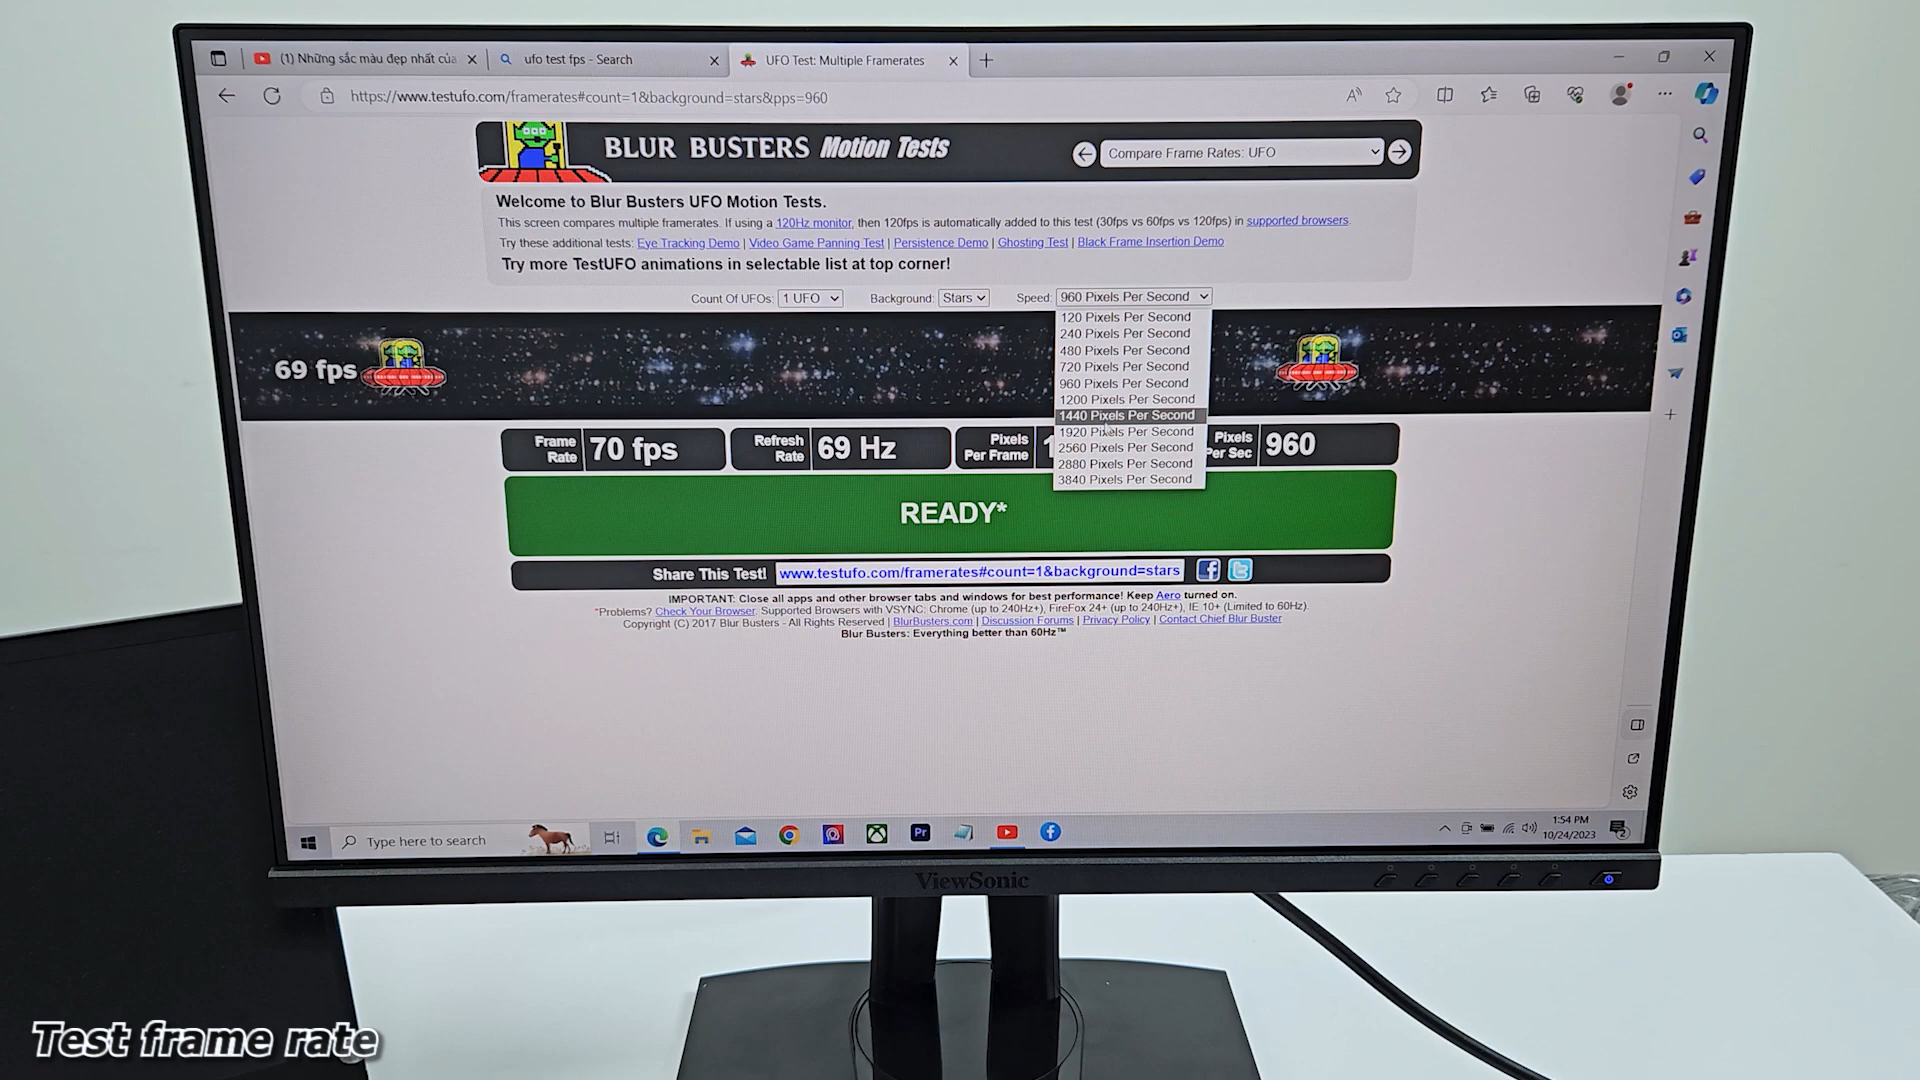 (1) Những sắc màu đẹp nhất củа
ufo test fps - Search
UFO Test: Multiple Framerates
https://www.testufo.com/framerates#count=1&background=stars&pps=960
BLUR BUSTERS Motion Tests
Compare Frame Rates: UFO
Welcome to Blur Busters UFO Motion Tests.
This screen compares multiple framerates. If using a 120Hz monitor, then 120fps is automatically added to this test (30fps vs 60fps vs 120fps) in supported browsers.
Try these additional tests: Eye Tracking Demo | Video Game Panning Test | Persistence Demo | Ghosting Test | Black Frame Insertion Demo
Try more TestUFO animations in selectable list at top corner!
Count Of UFOs: 1 UFO Background: Stars Speed: 960 Pixels Per Second
120 Pixels Per Second
240 Pixels Per Second
480 Pixels Per Second
720 Pixels Per Second
960 Pixels Per Second
1200 Pixels Per Second
1440 Pixels Per Second
1920 Pixels Per Second
2560 Pixels Per Second
2880 Pixels Per Second
3840 Pixels Per Second
69 fps
Frame Rate 70 fps
Refresh Rate 69 Hz
Pixels Per Frame 1
Pixels Per Sec 960
READY*
Share This Test! www.testufo.com/framerates#count=1&background=stars
IMPORTANT: Close all apps and other browser tabs and windows for best performance! Keep Aero turned on.
*Problems? Check Your Browser. Supported Browsers with VSYNC: Chrome (up to 240Hz+), FireFox 24+ (up to 240Hz+), IE 10+ (Limited to 60Hz).
Copyright (C) 2017 Blur Busters - All Rights Reserved | BlurBusters.com | Discussion Forums | Privacy Policy | Contact Chief Blur Buster
Blur Busters: Everything better than 60Hz™
Type here to search
Pr
1:54 PM
10/24/2023
2
ViewSonic
Test frame rate